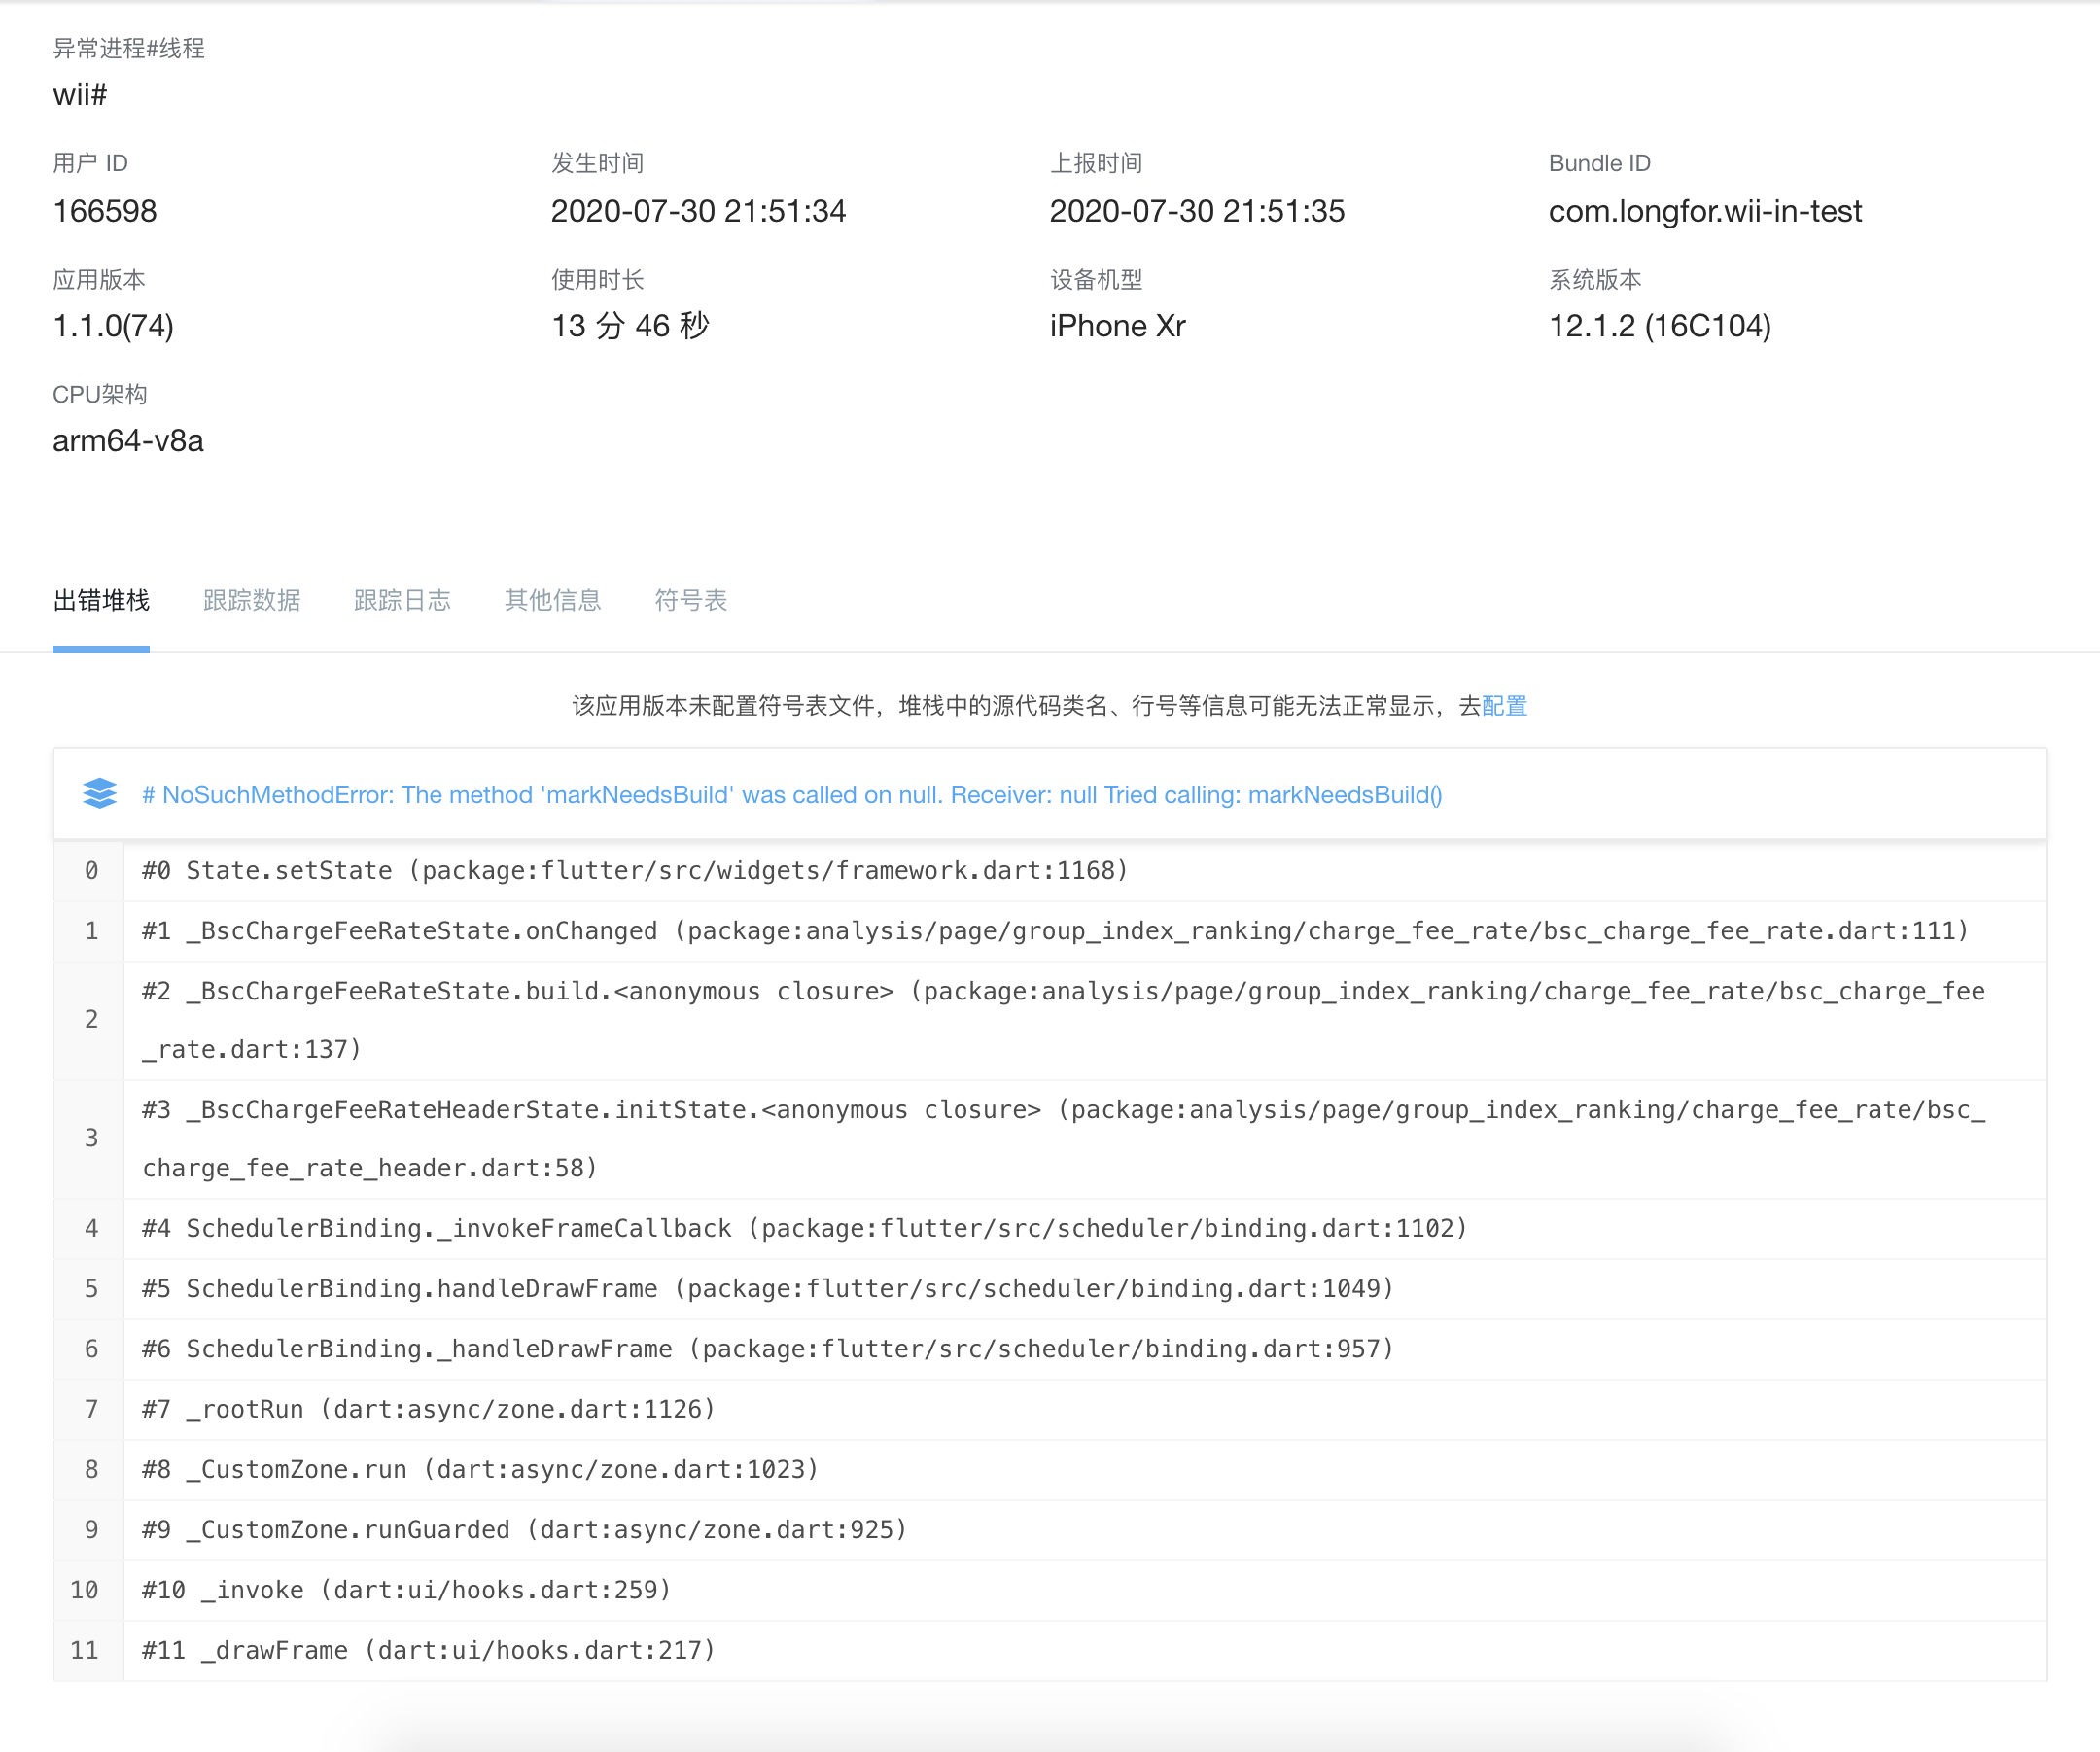 异常进程#线程
wii#
用户 ID
发生时间
上报时间
Bundle ID
166598
2020-07-30 21:51:34
2020-07-30 21:51:35
com.longfor.wii-in-test
应用版本
使用时长
设备机型
系统版本
1.1.0(74)
13 分 46 秒
iPhone Xr
12.1.2 (16C104)
CPU架构
arm64-v8a
出错堆栈
跟踪数据
跟踪日志
其他信息
符号表
该应用版本未配置符号表文件，堆栈中的源代码类名、行号等信息可能无法正常显示，去配置
# NoSuchMethodError: The method 'markNeedsBuild' was called on null. Receiver: null Tried calling: markNeedsBuild()
0 #0 State.setState (package:flutter/src/widgets/framework.dart:1168)
1 #1 _BscChargeFeeRateState.onChanged (package:analysis/page/group_index_ranking/charge_fee_rate/bsc_charge_fee_rate.dart:111)
2 #2 _BscChargeFeeRateState.build.<anonymous closure> (package:analysis/page/group_index_ranking/charge_fee_rate/bsc_charge_fee
_rate.dart:137)
3 #3 _BscChargeFeeRateHeaderState.initState.<anonymous closure> (package:analysis/page/group_index_ranking/charge_fee_rate/bsc_
charge_fee_rate_header.dart:58)
4 #4 SchedulerBinding._invokeFrameCallback (package:flutter/src/scheduler/binding.dart:1102)
5 #5 SchedulerBinding.handleDrawFrame (package:flutter/src/scheduler/binding.dart:1049)
6 #6 SchedulerBinding._handleDrawFrame (package:flutter/src/scheduler/binding.dart:957)
7 #7 _rootRun (dart:async/zone.dart:1126)
8 #8 _CustomZone.run (dart:async/zone.dart:1023)
9 #9 _CustomZone.runGuarded (dart:async/zone.dart:925)
10 #10 _invoke (dart:ui/hooks.dart:259)
11 #11 _drawFrame (dart:ui/hooks.dart:217)